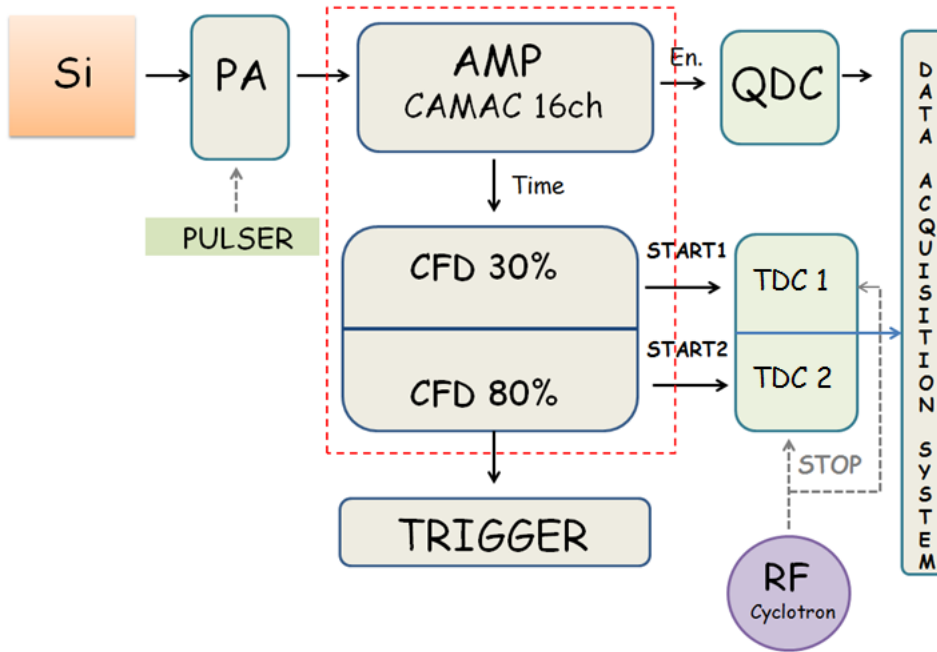 Si
PA
AMP
CAMAC 16ch
En.
QDC
Time
PULSER
CFD 30%
START1
TDC 1
CFD 80%
START2
TDC 2
STOP
TRIGGER
RF
Cyclotron
DATA ACQUISITION SYSTEM